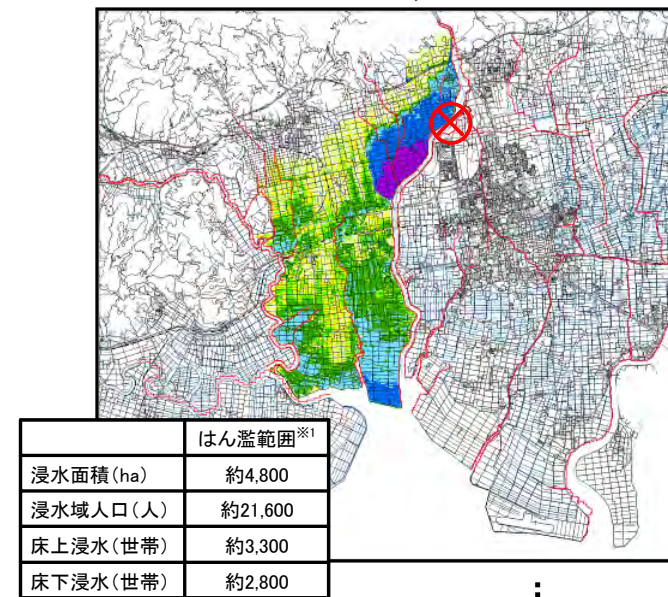 はん濫範囲※1
浸水面積(ha) 約4,800
浸水域人口(人) 約21,600
床上浸水(世帯) 約3,300
床下浸水(世帯) 約2,800